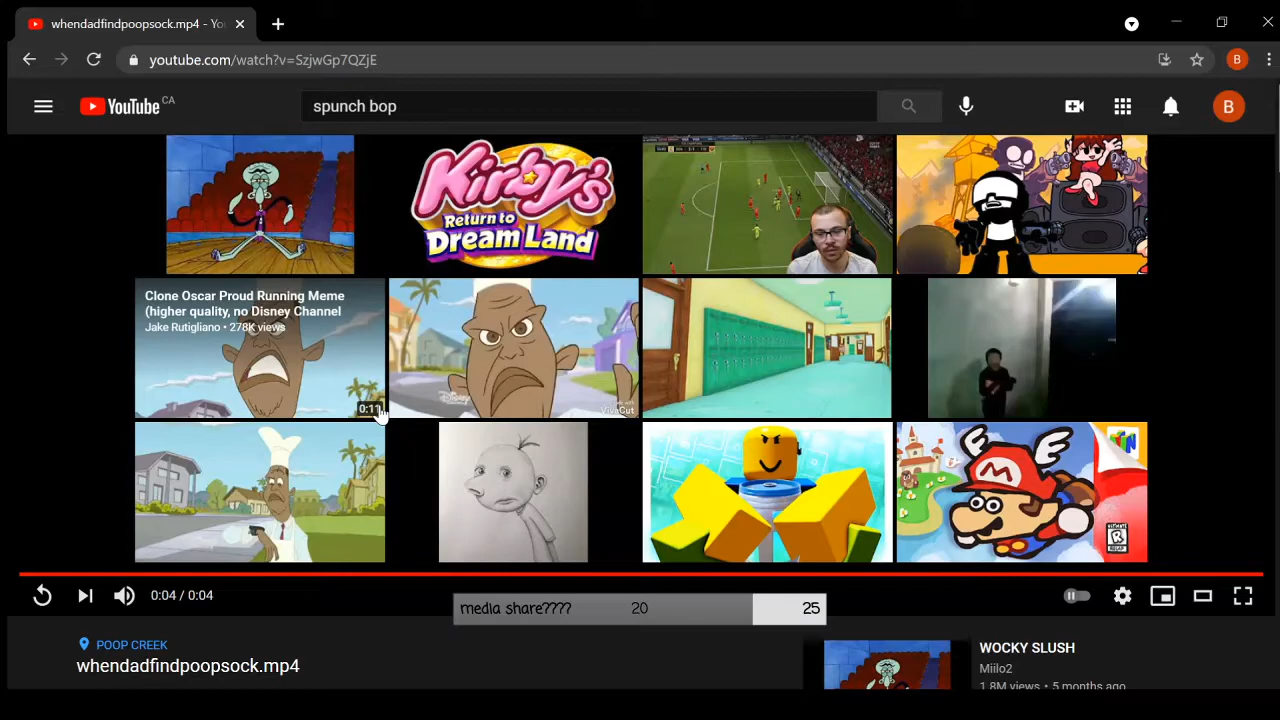 whendadfindpoopsock.mp4 - Yo
youtube.com/watch?v=SzjwGp7QZjE
B
YouTube CA
spunch bop
B
Kirby's
Return to
Dream Land
Clone Oscar Proud Running Meme
(higher quality, no Disney Channel
Jake Rutigliano • 278K views
0:11
Disney
VivaCut
M
0:04 / 0:04
media share???? 20 25
POOP CREEK
whendadfindpoopsock.mp4
WOCKY SLUSH
Miilo2
1.8M views • 5 months ago